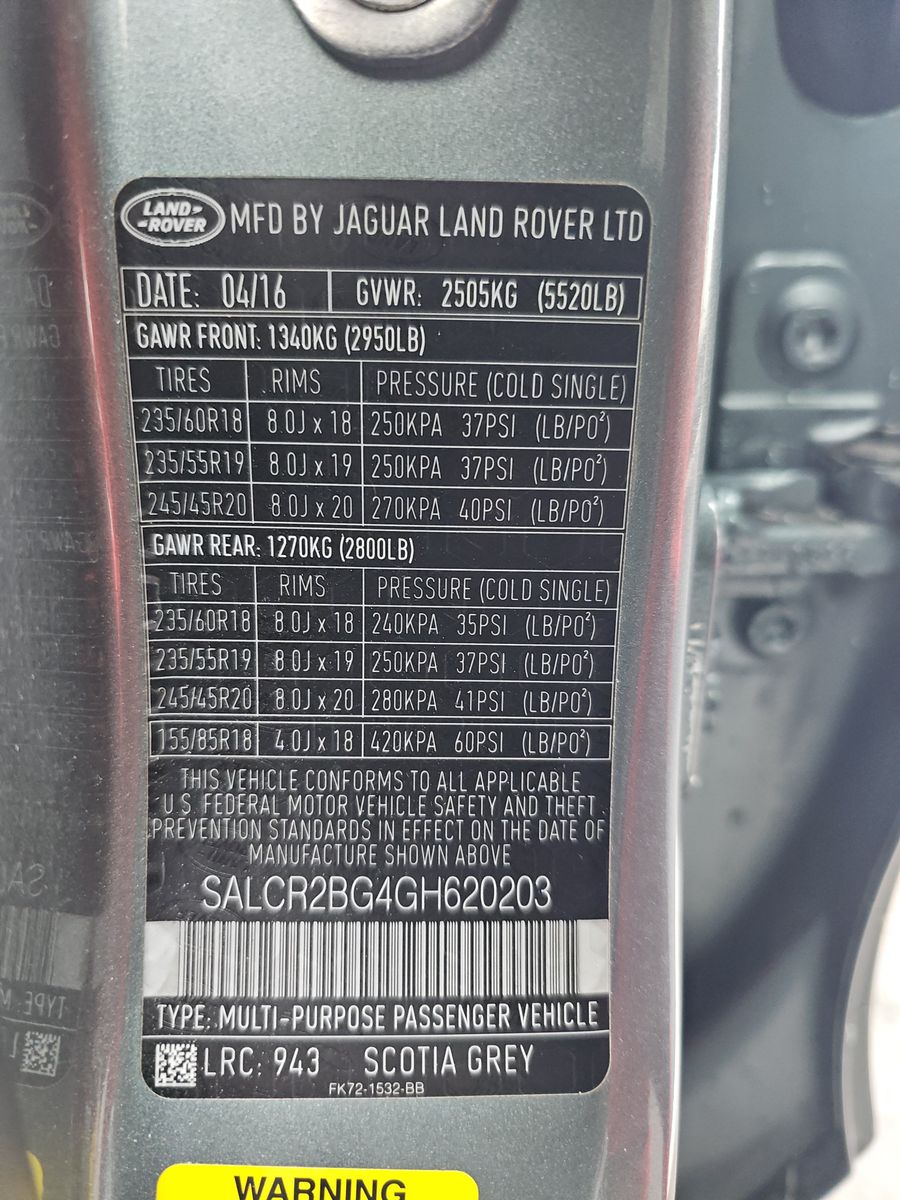 LAND-
-ROVER
MFD BY JAGUAR LAND ROVER LTD
DATE: 04/16 GVWR: 2505KG (5520LB)
GAWR FRONT: 1340KG (2950LB)
TIRES RIMS PRESSURE (COLD SINGLE)
235/60R18 8.0J x 18 250KPA 37PSI (LB/PO²)
235/55R19 8.0J x 19 250KPA 37PSI (LB/PO²)
245/45R20 8.0J x 20 270KPA 40PSI (LB/PO²)
GAWR REAR: 1270KG (2800LB)
TIRES RIMS PRESSURE (COLD SINGLE)
235/60R18 8.0J x 18 240KPA 35PSI (LB/PO²)
235/55R19 8.0J x 19 250KPA 37PSI (LB/PO²)
245/45R20 8.0J x 20 280KPA 41PSI (LB/PO²)
155/85R18 4.0J x 18 420KPA 60PSI (LB/PO²)
THIS VEHICLE CONFORMS TO ALL APPLICABLE
U.S. FEDERAL MOTOR VEHICLE SAFETY AND THEFT
PREVENTION STANDARDS IN EFFECT ON THE DATE OF
MANUFACTURE SHOWN ABOVE
SALCR2BG4GH620203
TYPE: MULTI-PURPOSE PASSENGER VEHICLE
LRC: 943 SCOTIA GREY
FK72-1532-BB
WARNING